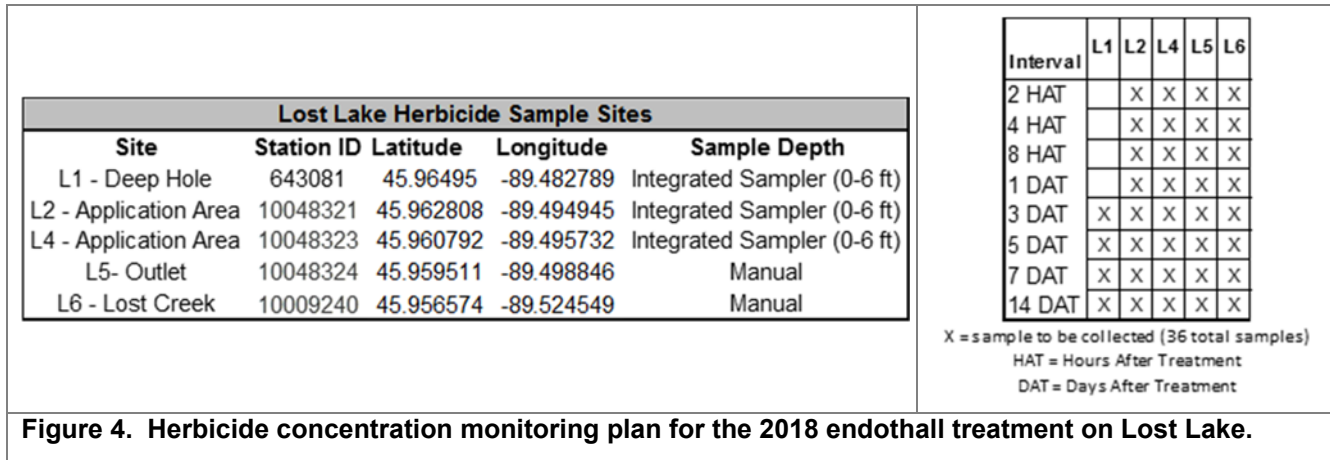 Lost Lake Herbicide Sample Sites
Site Station ID Latitude Longitude Sample Depth
L1 - Deep Hole 643081 45.96495 -89.482789 Integrated Sampler (0-6 ft)
L2 - Application Area 10048321 45.962808 -89.494945 Integrated Sampler (0-6 ft)
L4 - Application Area 10048323 45.960792 -89.495732 Integrated Sampler (0-6 ft)
L5- Outlet 10048324 45.959511 -89.498846 Manual
L6 - Lost Creek 10009240 45.956574 -89.524549 Manual
Interval L1 L2 L4 L5 L6
2 HAT X X X X
4 HAT X X X X
8 HAT X X X X
1 DAT X X X X
3 DAT X X X X X
5 DAT X X X X X
7 DAT X X X X X
14 DAT X X X X X
X = sample to be collected (36 total samples)
HAT = Hours After Treatment
DAT = Days After Treatment
Figure 4. Herbicide concentration monitoring plan for the 2018 endothall treatment on Lost Lake.